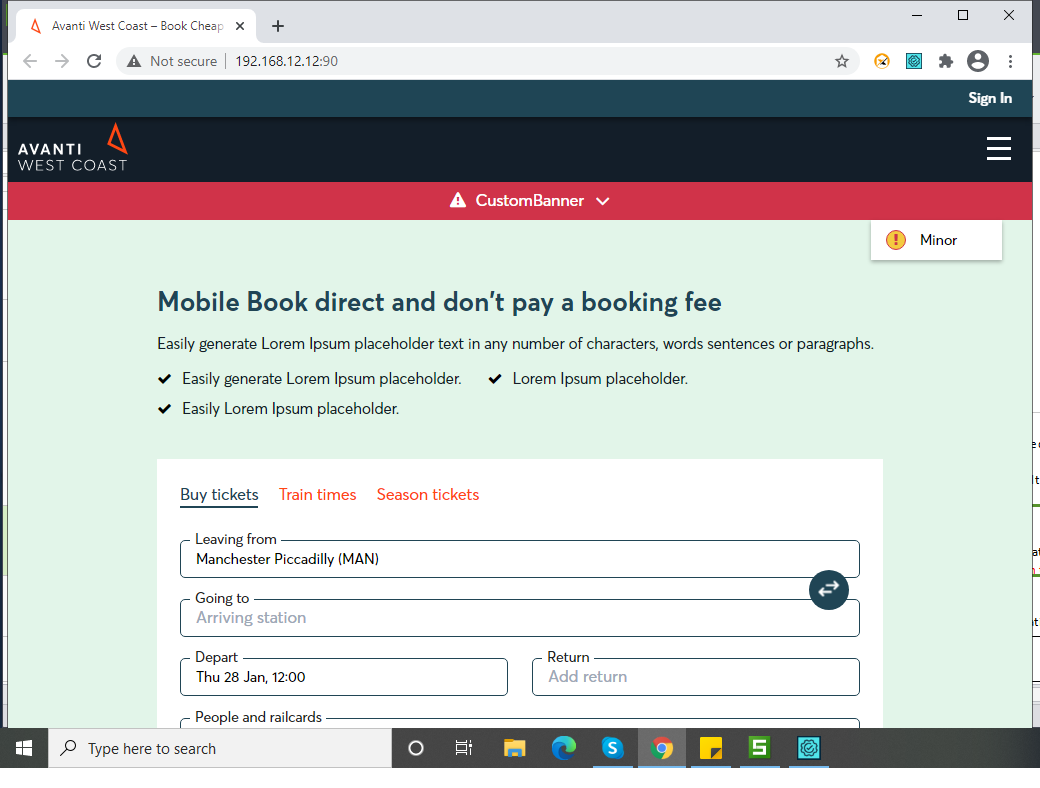 Avanti West Coast – Book Cheap
Not secure
192.168.12.12:90
Sign In
AVANTI
WEST COAST
CustomBanner
Minor
Mobile Book direct and don't pay a booking fee
Easily generate Lorem Ipsum placeholder text in any number of characters, words sentences or paragraphs.
Easily generate Lorem Ipsum placeholder.
Lorem Ipsum placeholder.
Easily Lorem Ipsum placeholder.
Buy tickets
Train times
Season tickets
Leaving from
Manchester Piccadilly (MAN)
Going to
Arriving station
Depart
Thu 28 Jan, 12:00
Return
Add return
People and railcards
Type here to search